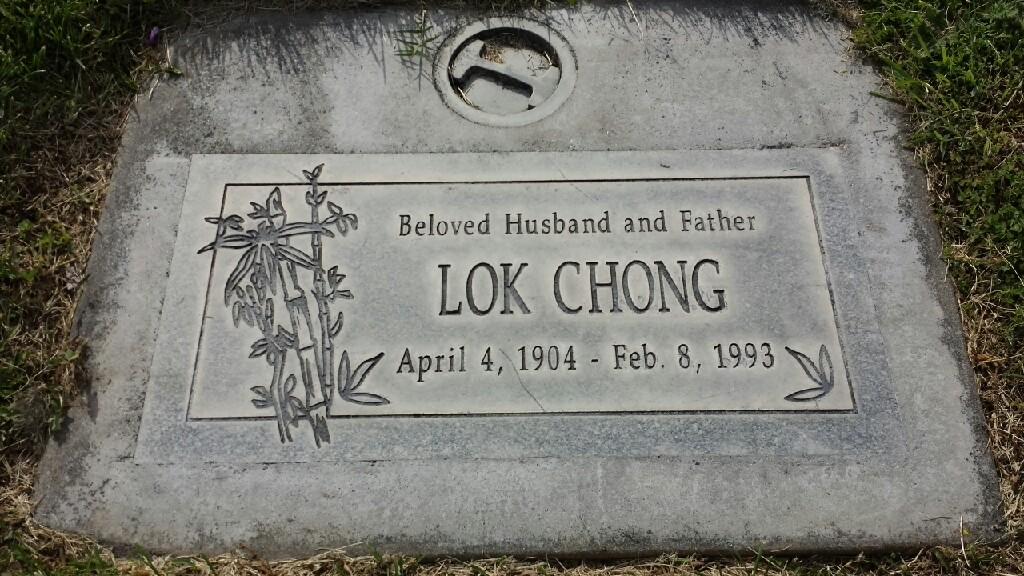 Beloved Husband and Father
LOK CHONG
April 4, 1904 - Feb. 8, 1993